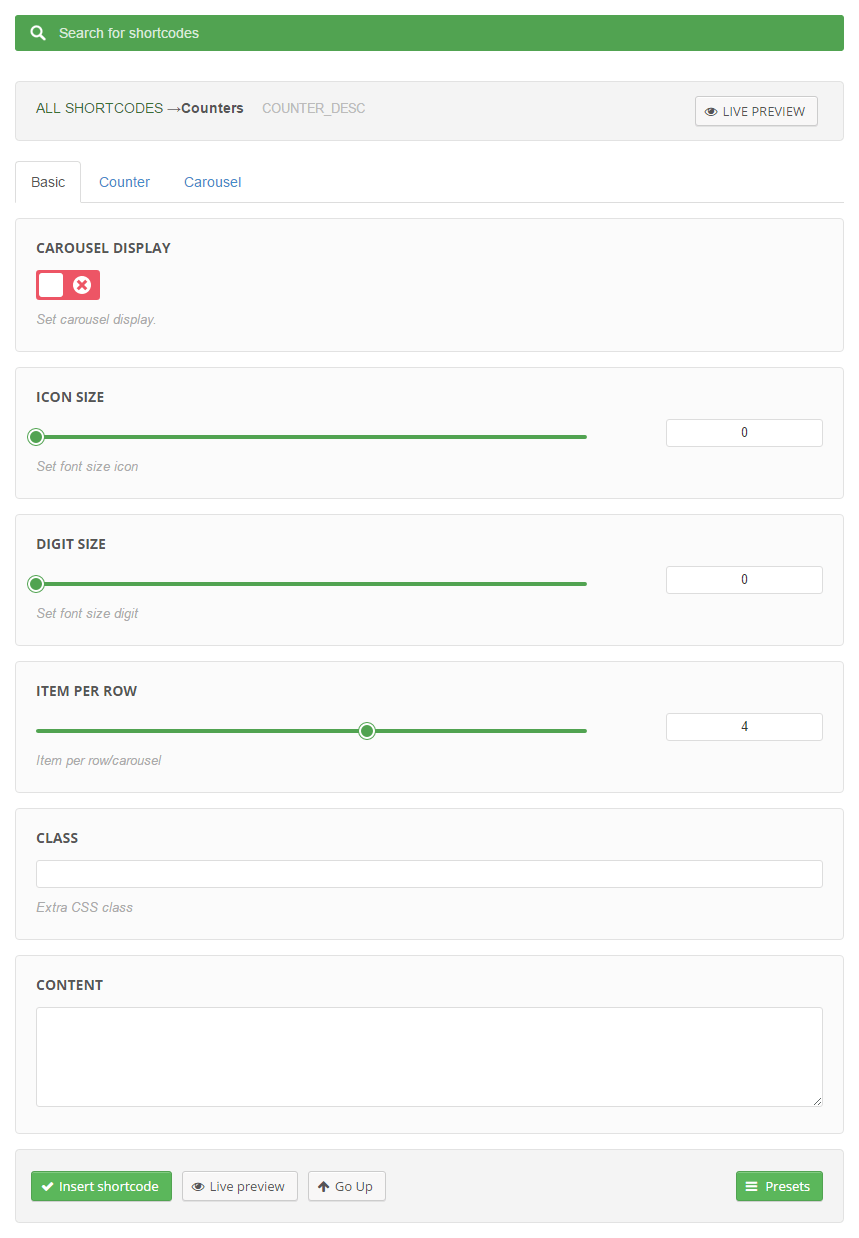 Search for shortcodes
ALL SHORTCODES →Counters COUNTER_DESC LIVE PREVIEW
Basic Counter Carousel
CAROUSEL DISPLAY
Set carousel display.
ICON SIZE
0
Set font size icon
DIGIT SIZE
0
Set font size digit
ITEM PER ROW
4
Item per row/carousel
CLASS
Extra CSS class
CONTENT
Insert shortcode Live preview Go Up Presets